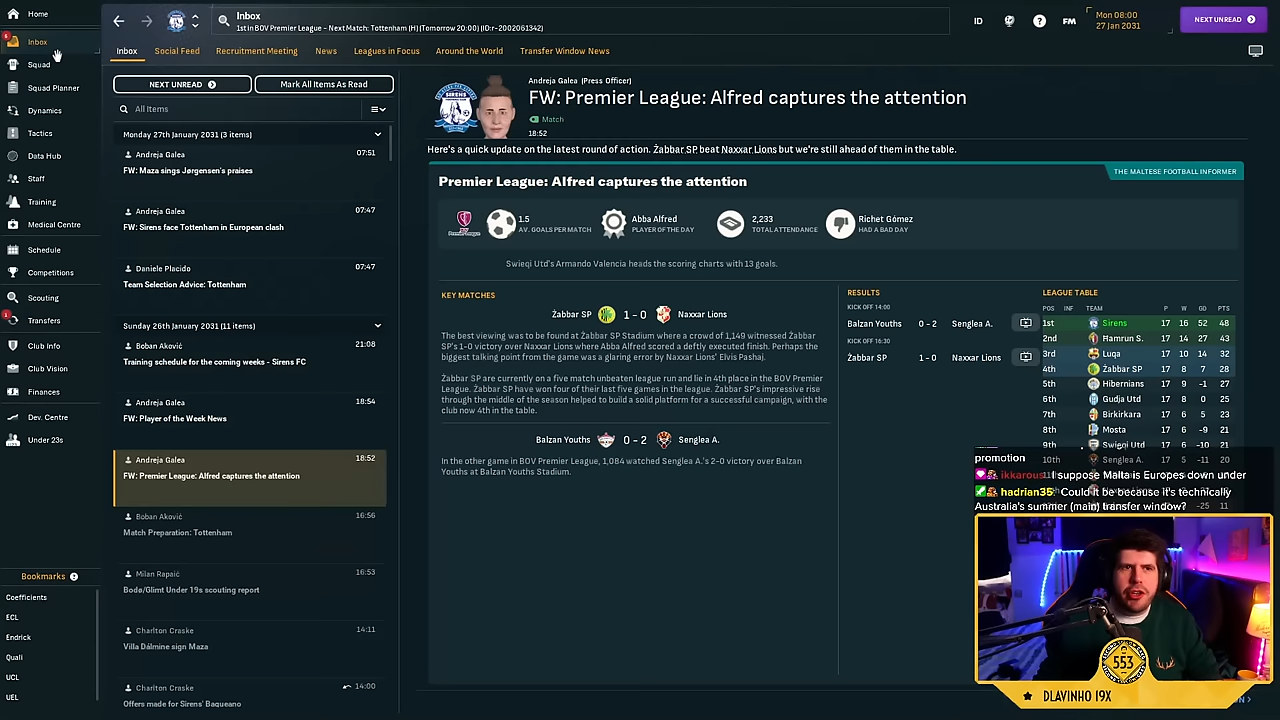 Home
Inbox
Squad
Squad Planner
Dynamics
Tactics
Data Hub
Staff
Training
Medical Centre
Schedule
Competitions
Scouting
Transfers
Club Info
Club Vision
Finances
Dev. Centre
Under 23s
Bookmarks
Coefficients
ECL
Endrick
Quali
UCL
UEL
Inbox
1st in BOV Premier League - Next Match: Tottenham (H) (Tomorrow 20:00) (ID:r-2002061342)
ID
FM
Mon 08:00
27 Jan 2031
NEXT UNREAD
Inbox Social Feed Recruitment Meeting News Leagues in Focus Around the World Transfer Window News
NEXT UNREAD
Mark All Items As Read
All Items
Monday 27th January 2031 (3 items)
Andreja Galea 07:51
FW: Maza sings Jørgensen's praises
Andreja Galea 07:47
FW: Sirens face Tottenham in European clash
Daniele Placido 07:47
Team Selection Advice: Tottenham
Sunday 26th January 2031 (11 items)
Boban Aković 21:08
Training schedule for the coming weeks - Sirens FC
Andreja Galea 18:54
FW: Player of the Week News
Andreja Galea 18:52
FW: Premier League: Alfred captures the attention
Boban Aković 16:56
Match Preparation: Tottenham
Milan Rapaić 16:53
Bodø/Glimt Under 19s scouting report
Charlton Craske 14:11
Villa Dálmine sign Maza
Charlton Craske 14:00
Offers made for Sirens' Baqueano
SIRENS
Andreja Galea (Press Officer)
FW: Premier League: Alfred captures the attention
Match
18:52
Here's a quick update on the latest round of action. Żabbar SP beat Naxxar Lions but we're still ahead of them in the table.
THE MALTESE FOOTBALL INFORMER
Premier League: Alfred captures the attention
1.5
AV. GOALS PER MATCH
Abba Alfred
PLAYER OF THE DAY
2,233
TOTAL ATTENDANCE
Richet Gómez
HAD A BAD DAY
Swieqi Utd's Armando Valencia heads the scoring charts with 13 goals.
KEY MATCHES
Żabbar SP 1 - 0 Naxxar Lions
The best viewing was to be found at Żabbar SP Stadium where a crowd of 1,149 witnessed Żabbar
SP's 1-0 victory over Naxxar Lions where Abba Alfred scored a deftly executed finish. Perhaps the
biggest talking point from the game was a glaring error by Naxxar Lions' Elvis Pashaj.
Żabbar SP are currently on a five match unbeaten league run and lie in 4th place in the BOV Premier
League. Żabbar SP have won four of their last five games in the league. Żabbar SP's impressive rise
through the middle of the season helped to build a solid platform for a successful campaign, with the
club now 4th in the table.
Balzan Youths 0 - 2 Senglea A.
In the other game in BOV Premier League, 1,084 watched Senglea A.'s 2-0 victory over Balzan
Youths at Balzan Youths Stadium.
RESULTS
KICK OFF 14:00
Balzan Youths 0 - 2 Senglea A.
KICK OFF 16:30
Żabbar SP 1 - 0 Naxxar Lions
LEAGUE TABLE
POS INF TEAM P W GD PTS
1st Sirens 17 16 52 48
2nd Hamrun S. 17 14 27 43
3rd Luqa 17 10 14 32
4th Żabbar SP 17 8 7 28
5th Hibernians 17 9 -1 27
6th Gudja Utd 17 8 0 25
7th Birkirkara 17 6 5 23
8th Mosta 17 6 -9 21
9th Swieqi Utd 17 6 -10 21
Senglea A. 17 5 -11 20
-25 11
promotion
ikkarous: I suppose Malta is Europes down under
hadrian35: Could it be because it's technically
Australia's summer (main) transfer window?
553
DLAVINHO 19X